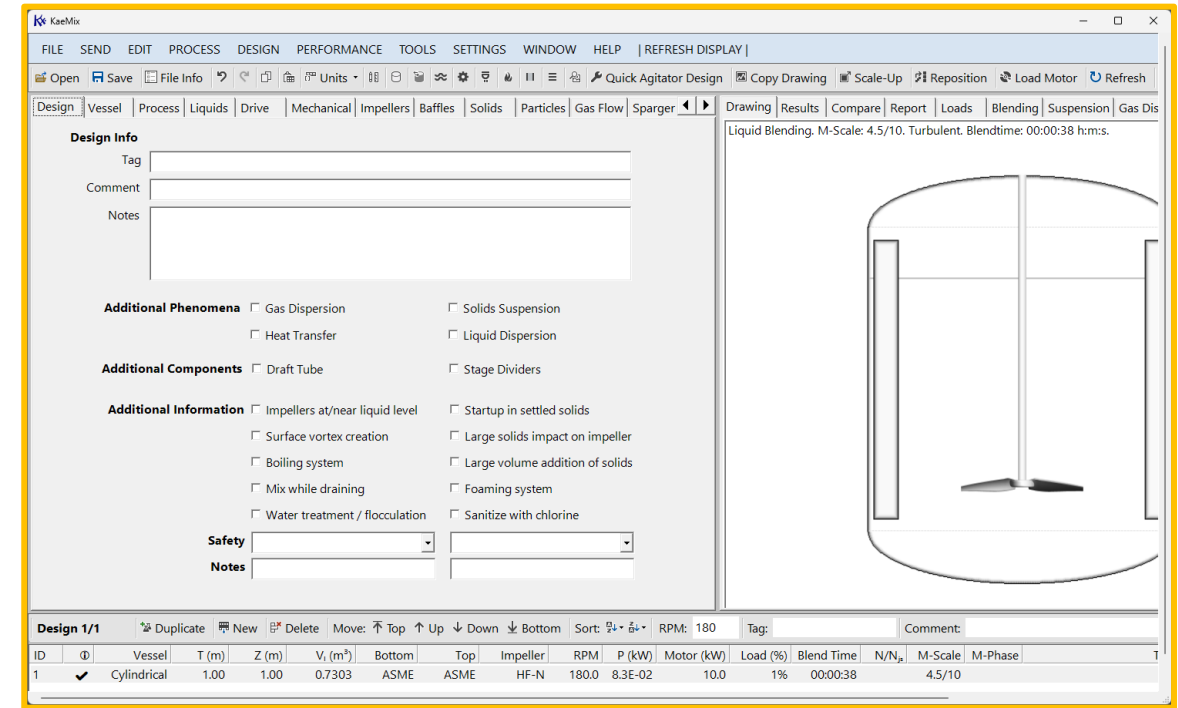 KaeMix
FILE SEND EDIT PROCESS DESIGN PERFORMANCE TOOLS SETTINGS WINDOW HELP | REFRESH DISPLAY |
Open Save File Info Units Quick Agitator Design Copy Drawing Scale-Up Reposition Load Motor Refresh
Design Vessel Process Liquids Drive Mechanical Impellers Baffles Solids Particles Gas Flow Sparger
Drawing Results Compare Report Loads Blending Suspension Gas Dis
Liquid Blending. M-Scale: 4.5/10. Turbulent. Blendtime: 00:00:38 h:m:s.
Design Info
Tag
Comment
Notes
Additional Phenomena Gas Dispersion Solids Suspension
Heat Transfer Liquid Dispersion
Additional Components Draft Tube Stage Dividers
Additional Information Impellers at/near liquid level Startup in settled solids
Surface vortex creation Large solids impact on impeller
Boiling system Large volume addition of solids
Mix while draining Foaming system
Water treatment / flocculation Sanitize with chlorine
Safety
Notes
Design 1/1 Duplicate New Delete Move: Top Up Down Bottom Sort: RPM: 180 Tag: Comment:
ID Vessel T (m) Z (m) Vₗ (m³) Bottom Top Impeller RPM P (kW) Motor (kW) Load (%) Blend Time N/Njs M-Scale M-Phase T
1 Cylindrical 1.00 1.00 0.7303 ASME ASME HF-N 180.0 8.3E-02 10.0 1% 00:00:38 4.5/10